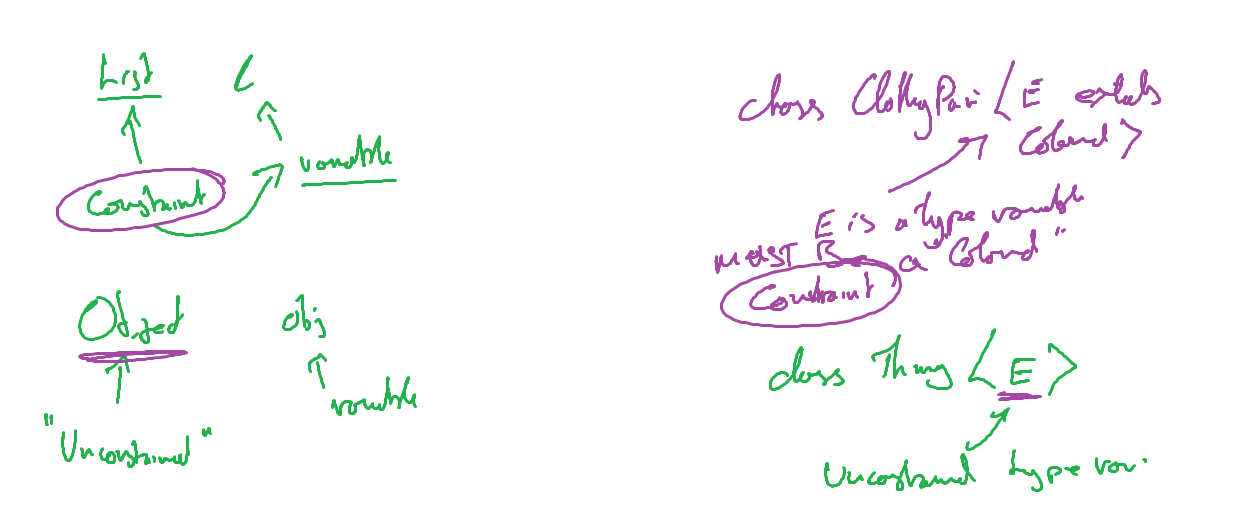 List l
variable
Constraint
Object obj
variable
"Unconstrained"
class ClothingPair <E extends
Colored>
E is a type variable
must Be a "Colored"
Constraint
class Thing <E>
Unconstrained type var.